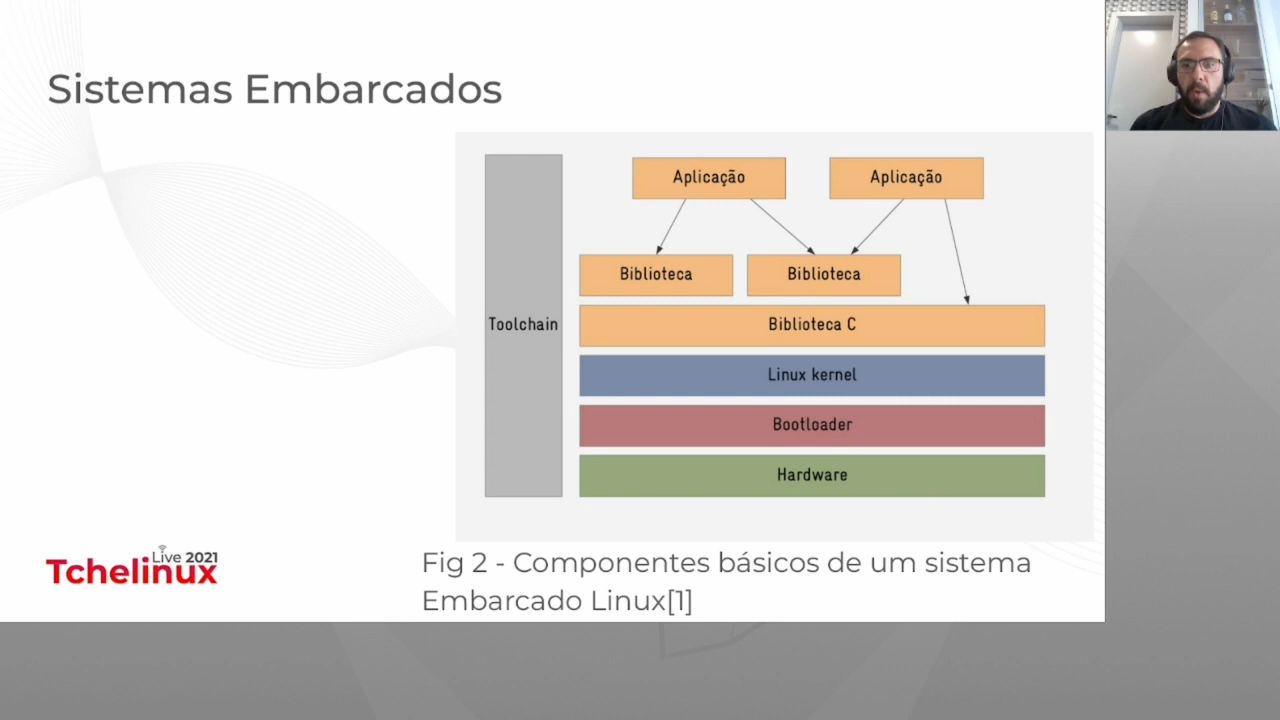 Sistemas Embarcados
Aplicação
Aplicação
Biblioteca
Biblioteca
Toolchain
Biblioteca C
Linux kernel
Bootloader
Hardware
Live 2021
Tchelinux
Fig 2 - Componentes básicos de um sistema
Embarcado Linux[1]